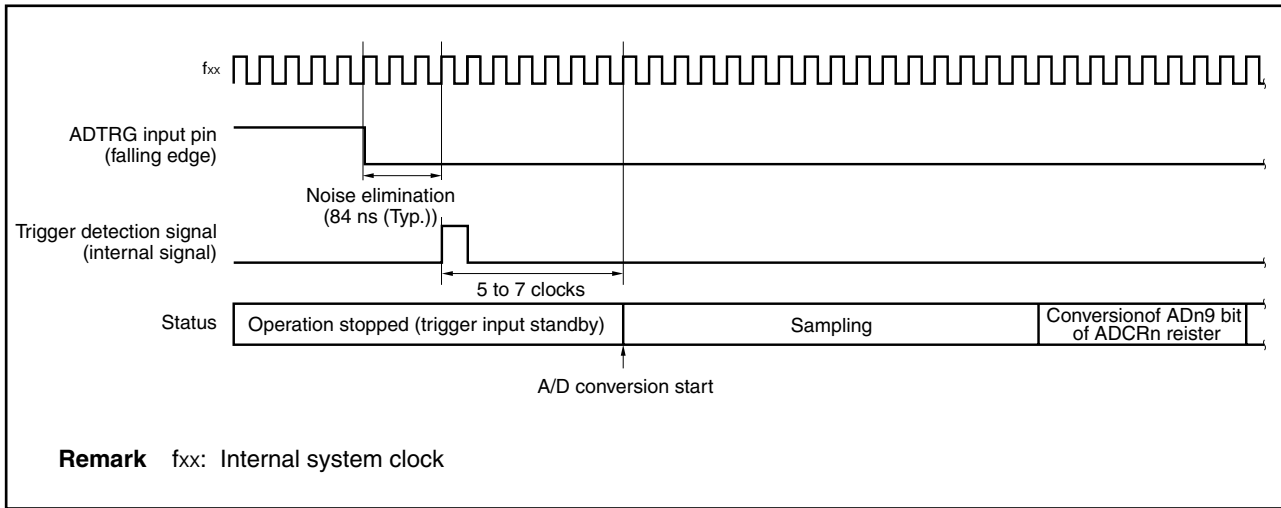 fxx
ADTRG input pin
(falling edge)
Noise elimination
(84 ns (Typ.))
Trigger detection signal
(internal signal)
5 to 7 clocks
Status
Operation stopped (trigger input standby)
Sampling
Conversionof ADn9 bit
of ADCRn reister
A/D conversion start
Remark fxx: Internal system clock